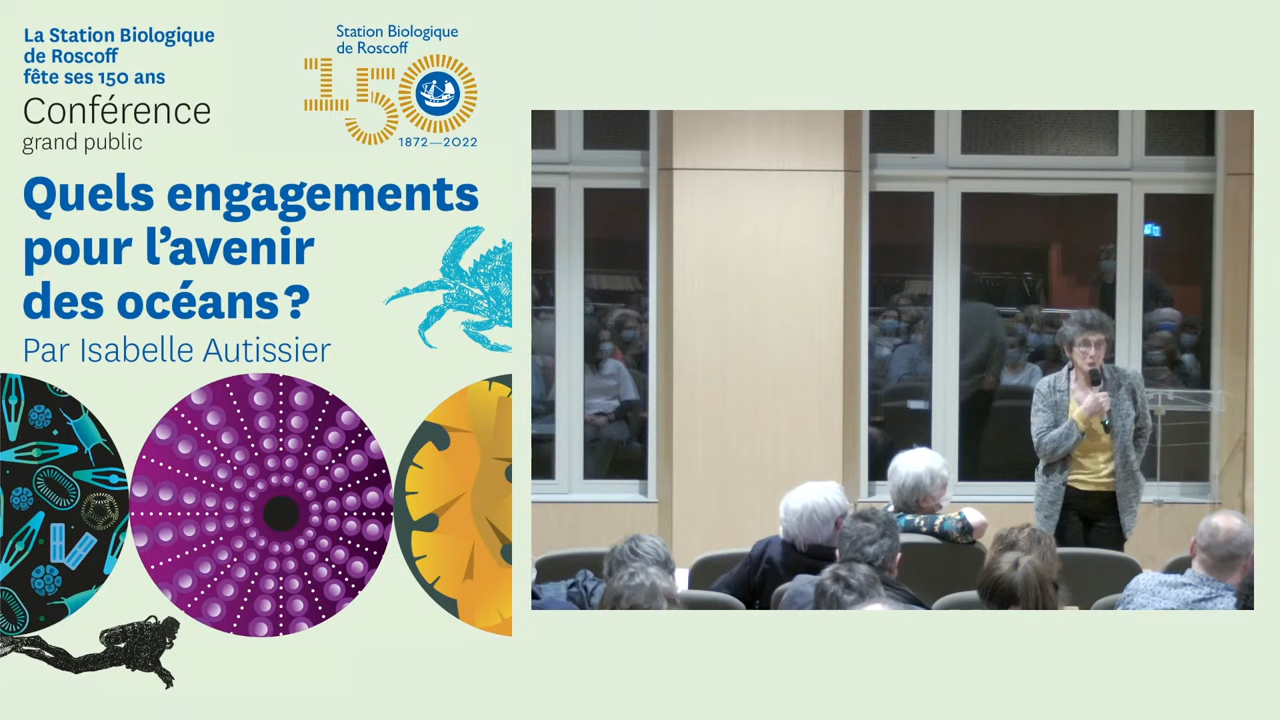 La Station Biologique
de Roscoff
fête ses 150 ans
Conférence
grand public
Station Biologique
de Roscoff
150
1872—2022
Quels engagements
pour l'avenir
des océans ?
Par Isabelle Autissier